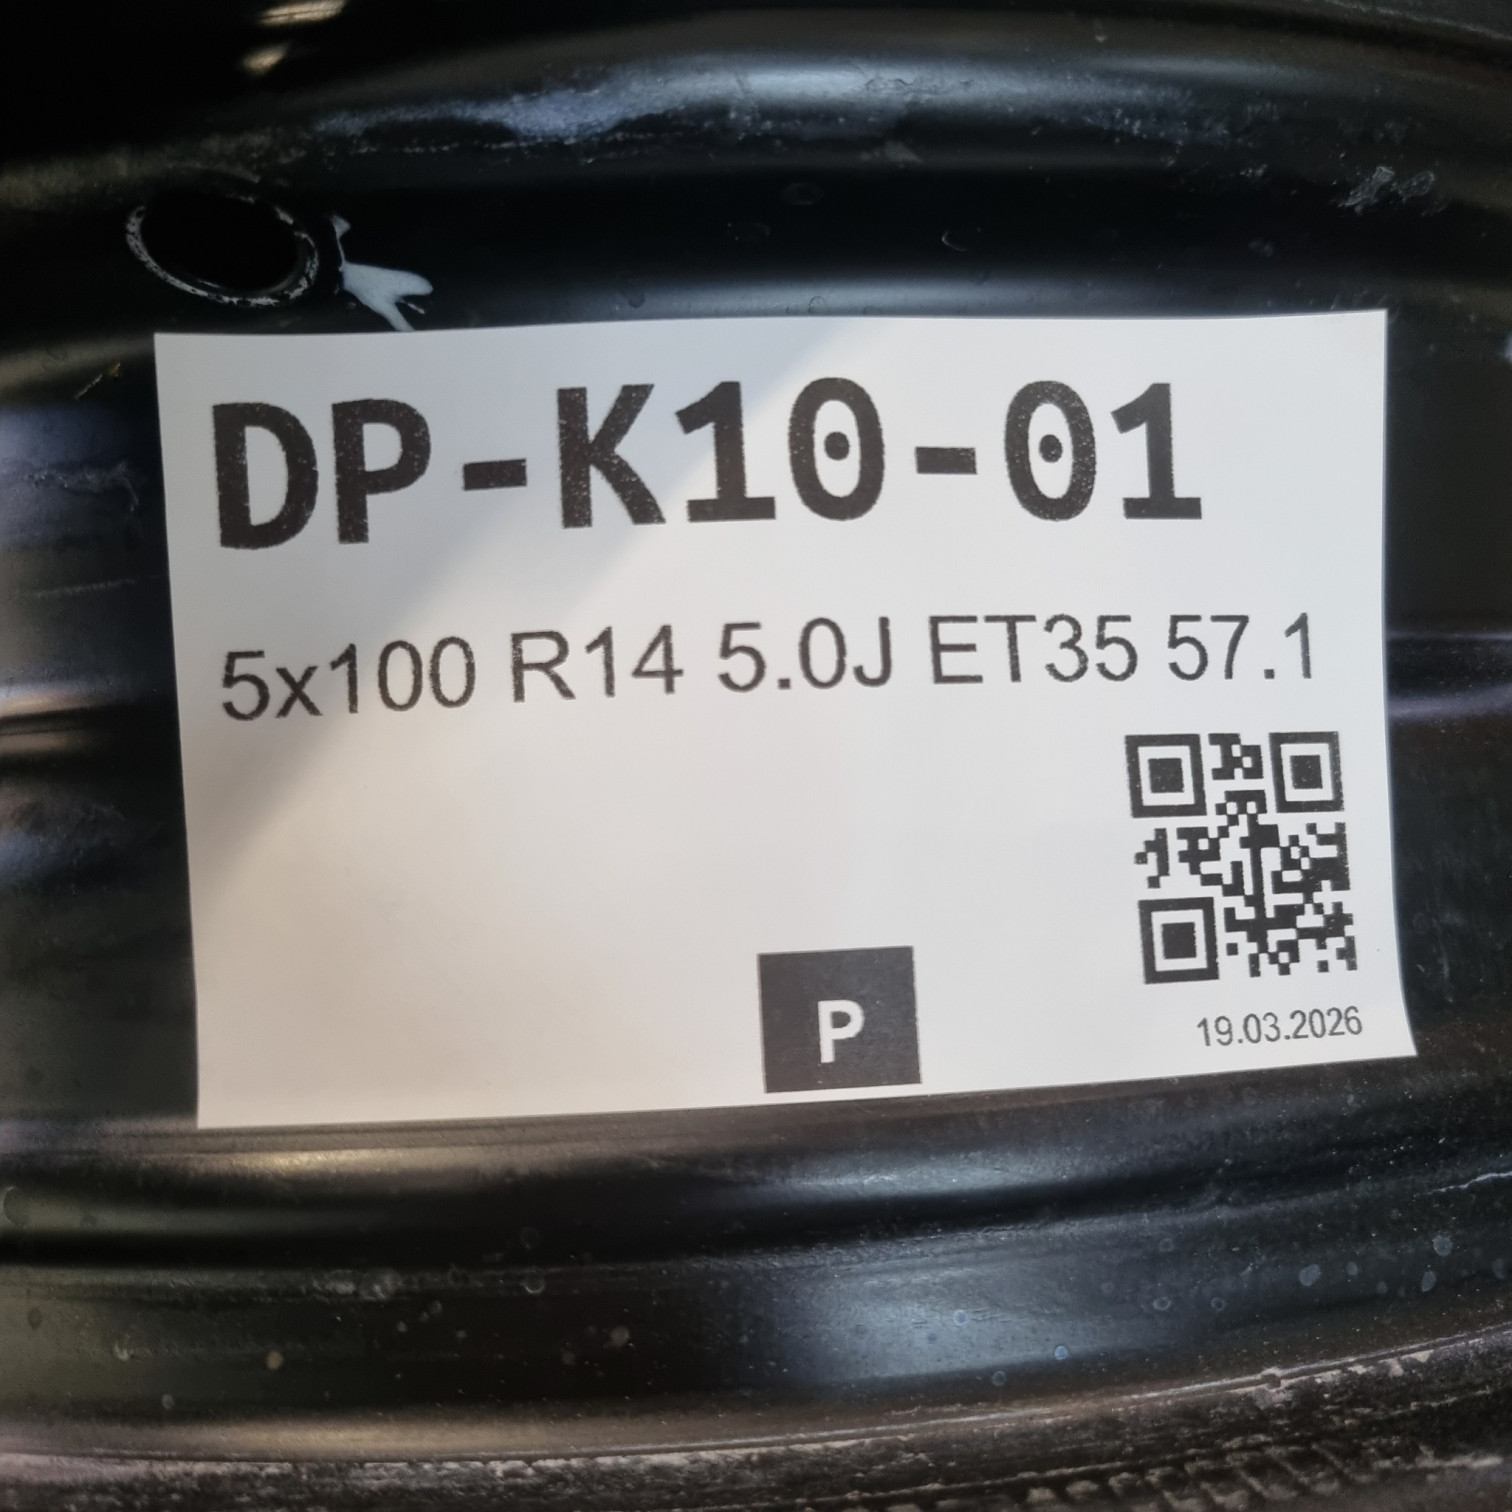 DP-K10-01
5x100 R14 5.0J ET35 57.1
P
19.03.2026